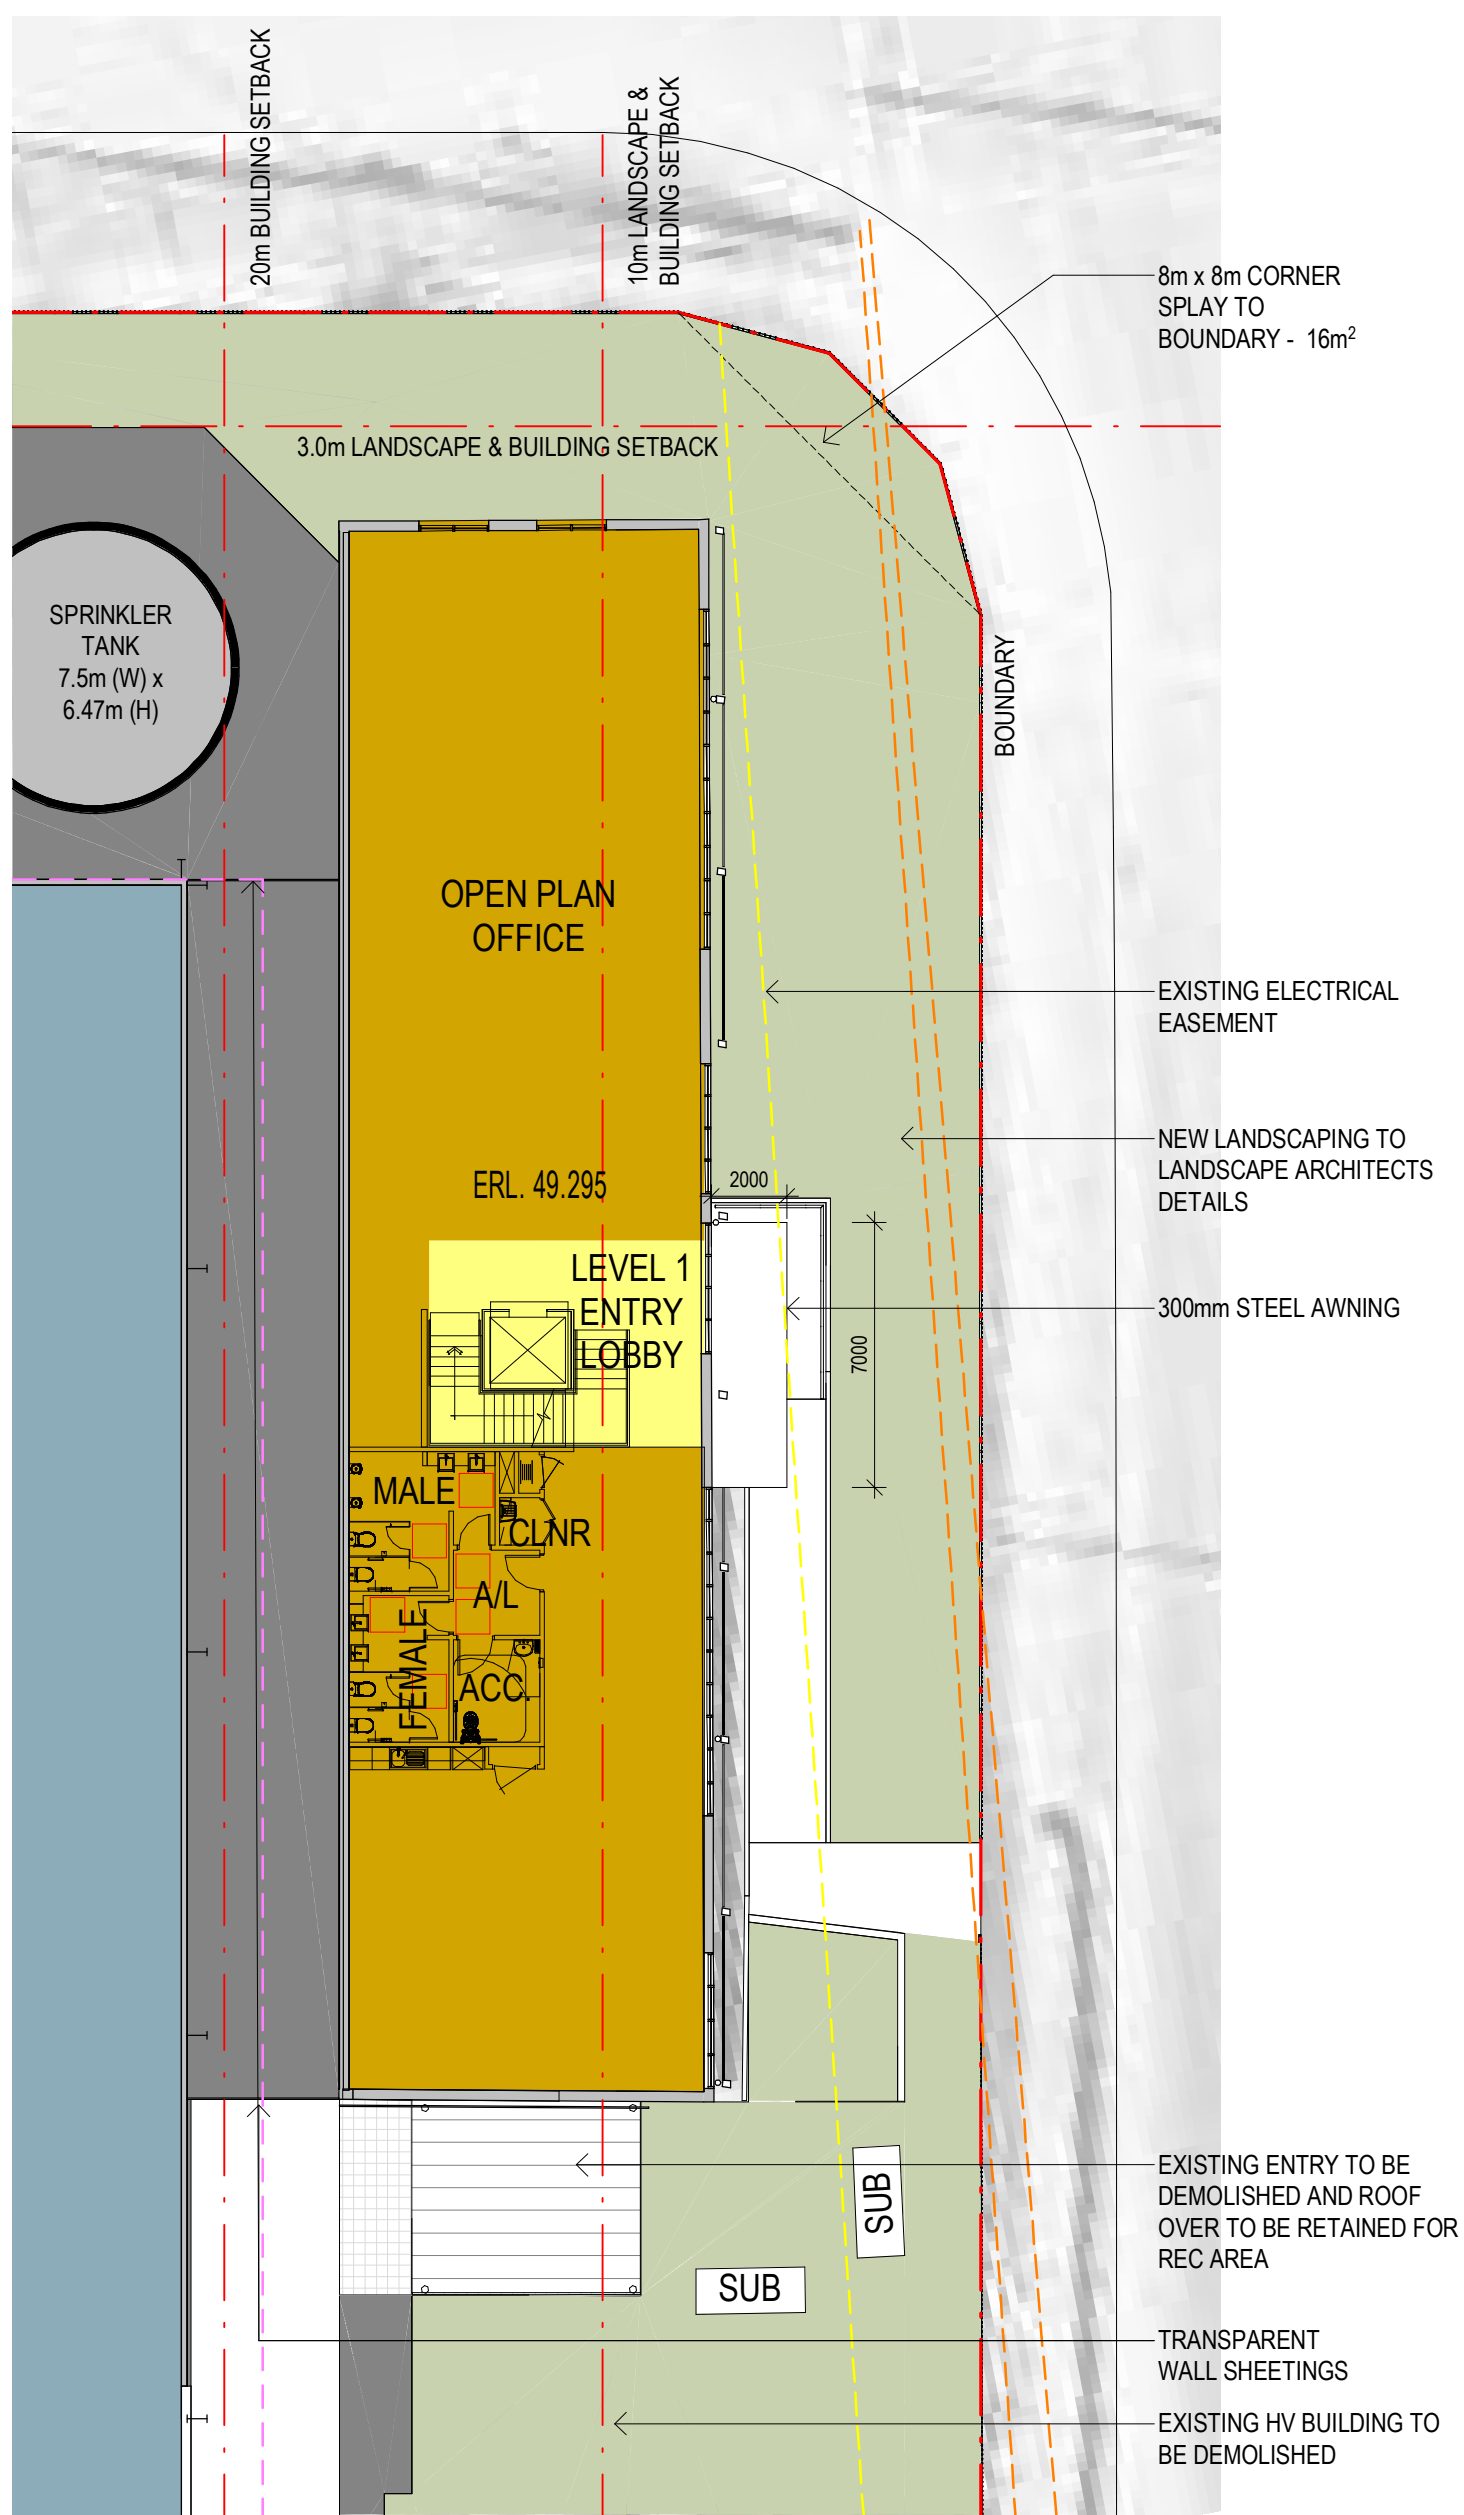 20m BUILDING SETBACK
10m LANDSCAPE &
BUILDING SETBACK
8m x 8m CORNER
SPLAY TO
BOUNDARY - 16m²
3.0m LANDSCAPE & BUILDING SETBACK
SPRINKLER
TANK
7.5m (W) x
6.47m (H)
BOUNDARY
OPEN PLAN
OFFICE
EXISTING ELECTRICAL
EASEMENT
NEW LANDSCAPING TO
LANDSCAPE ARCHITECTS
DETAILS
ERL. 49.295
2000
LEVEL 1
ENTRY
LOBBY
300mm STEEL AWNING
7000
MALE
CLNR
A/L
FEMALE
ACC.
EXISTING ENTRY TO BE
DEMOLISHED AND ROOF
OVER TO BE RETAINED FOR
REC AREA
SUB
SUB
TRANSPARENT
WALL SHEETINGS
EXISTING HV BUILDING TO
BE DEMOLISHED